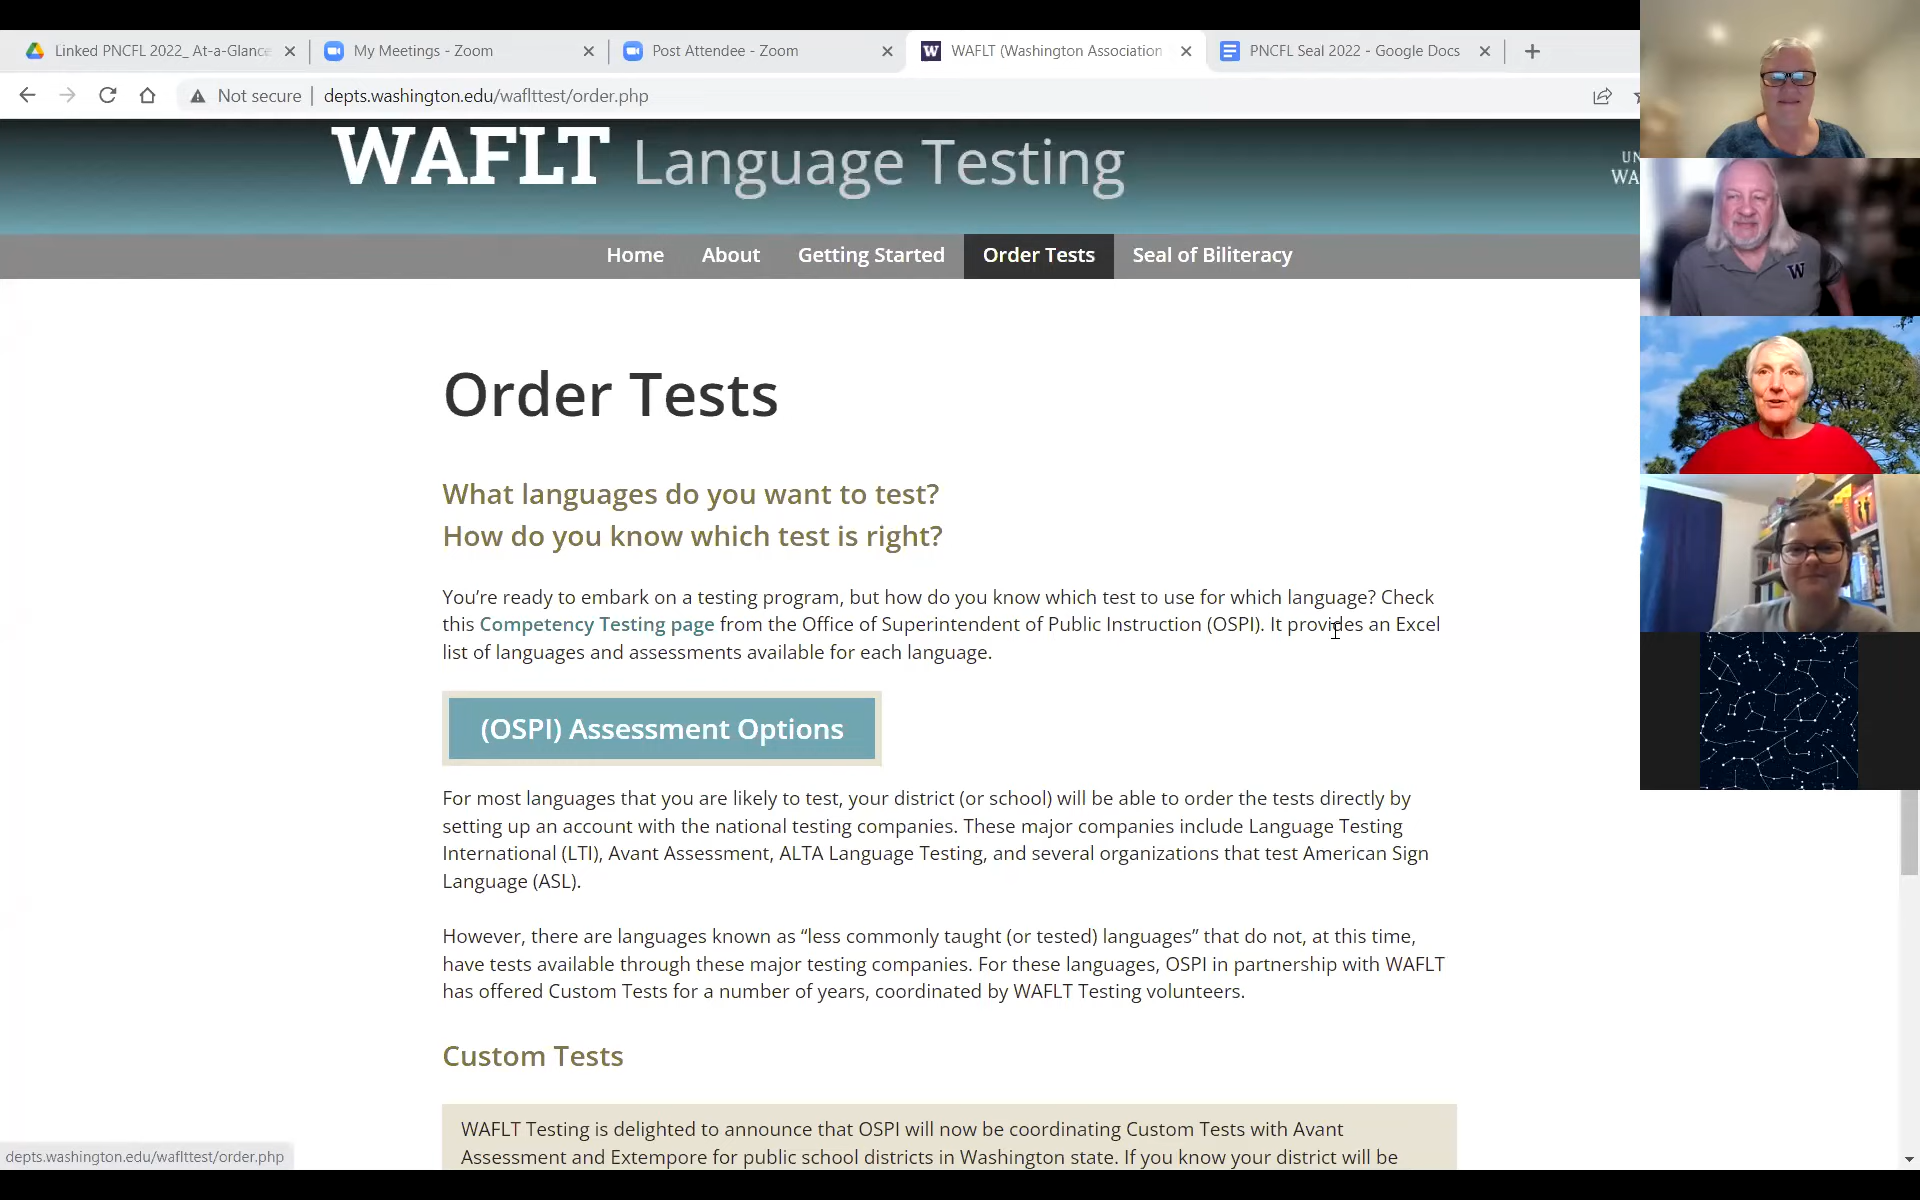 Linked PNCFL 2022_ At-a-Glance
My Meetings - Zoom
Post Attendee - Zoom
WAFLT (Washington Association
PNCFL Seal 2022 - Google Docs
Not secure
depts.washington.edu/waflttest/order.php
WAFLT Language Testing
UN
WA
Home
About
Getting Started
Order Tests
Seal of Biliteracy
W
Order Tests
What languages do you want to test?
How do you know which test is right?
You’re ready to embark on a testing program, but how do you know which test to use for which language? Check
this Competency Testing page from the Office of Superintendent of Public Instruction (OSPI). It provides an Excel
list of languages and assessments available for each language.
(OSPI) Assessment Options
For most languages that you are likely to test, your district (or school) will be able to order the tests directly by
setting up an account with the national testing companies. These major companies include Language Testing
International (LTI), Avant Assessment, ALTA Language Testing, and several organizations that test American Sign
Language (ASL).
However, there are languages known as “less commonly taught (or tested) languages” that do not, at this time,
have tests available through these major testing companies. For these languages, OSPI in partnership with WAFLT
has offered Custom Tests for a number of years, coordinated by WAFLT Testing volunteers.
Custom Tests
WAFLT Testing is delighted to announce that OSPI will now be coordinating Custom Tests with Avant
Assessment and Extempore for public school districts in Washington state. If you know your district will be
depts.washington.edu/waflttest/order.php